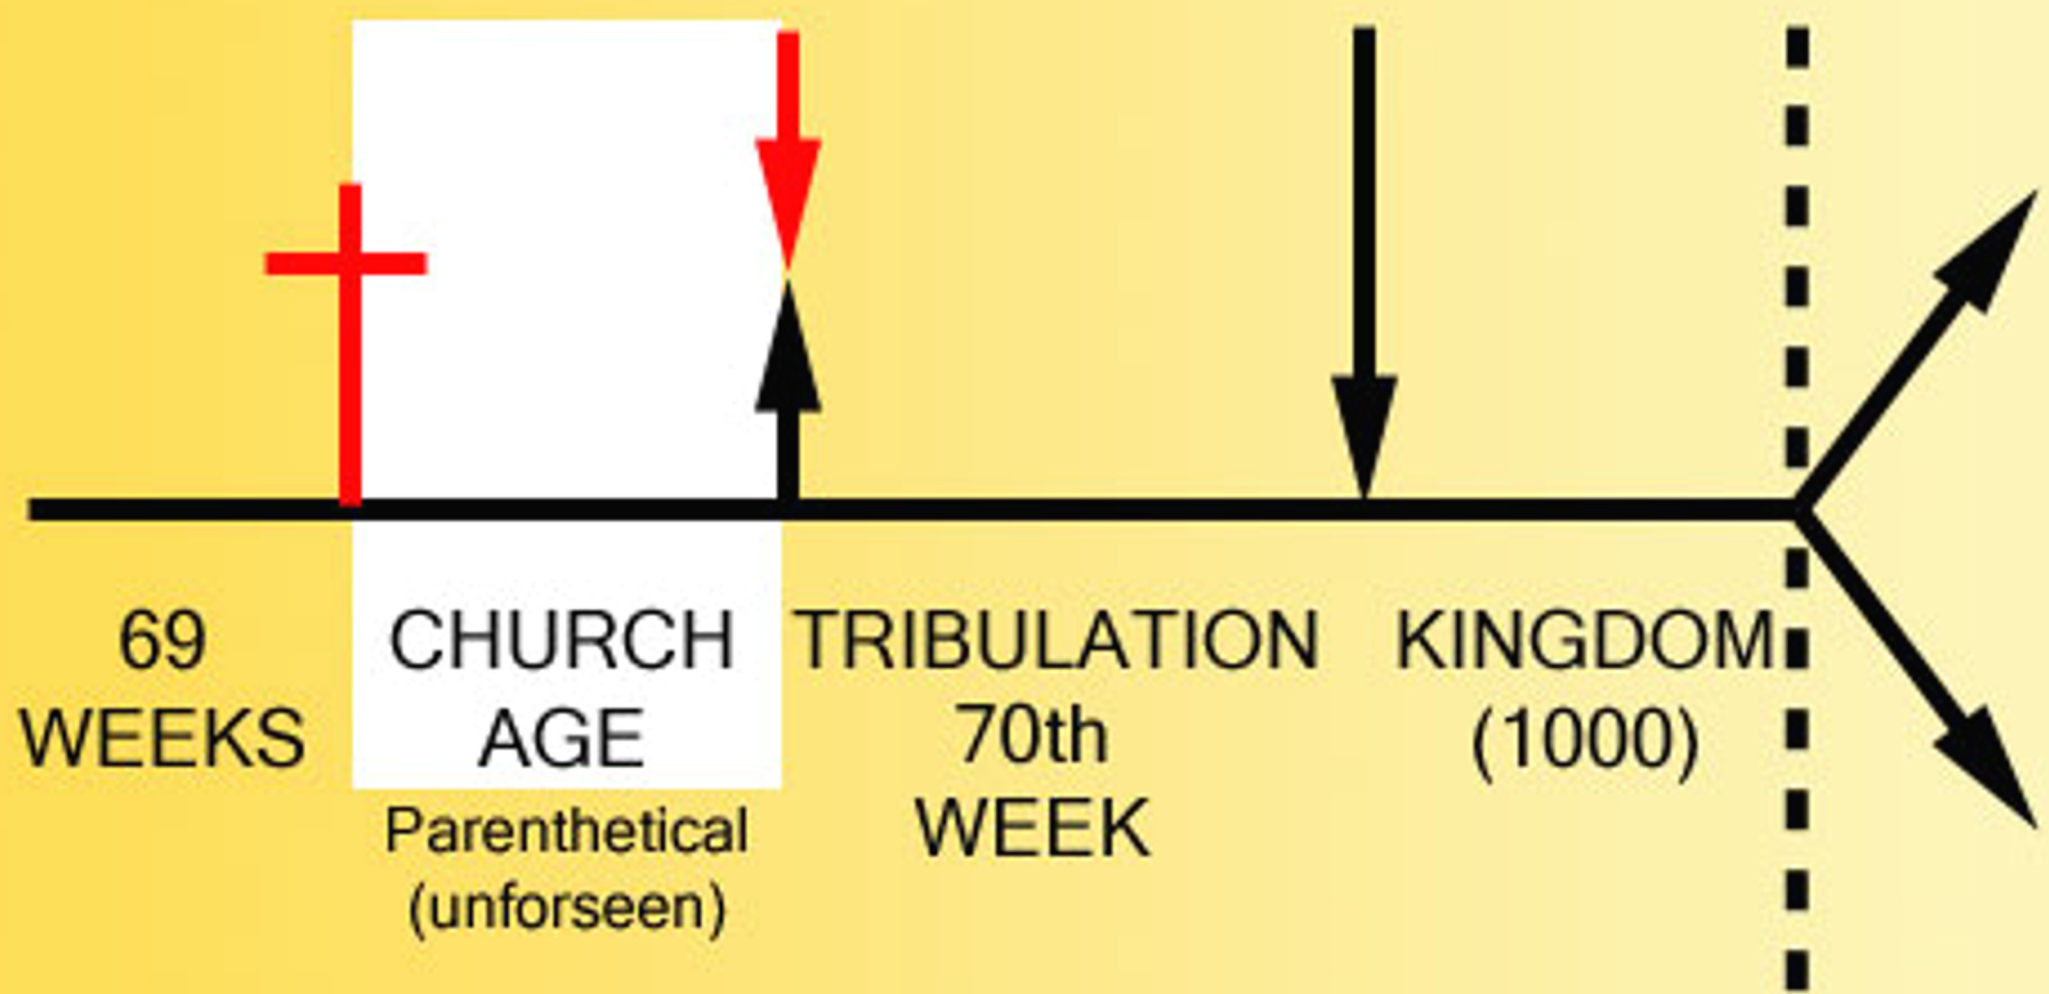 69
WEEKS
CHURCH
AGE
Parenthetical
(unforseen)
TRIBULATION
70th
WEEK
KINGDOM
(1000)